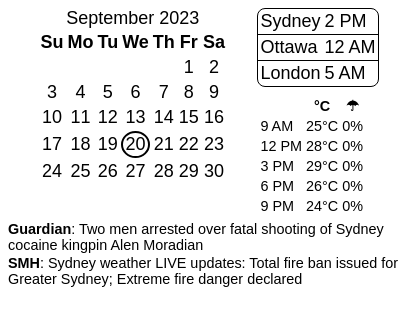 September 2023
Su Mo Tu We Th Fr Sa
1 2
3 4 5 6 7 8 9
10 11 12 13 14 15 16
17 18 19 20 21 22 23
24 25 26 27 28 29 30
Sydney 2 PM
Ottawa 12 AM
London 5 AM
°C ☂
9 AM 25°C 0%
12 PM 28°C 0%
3 PM 29°C 0%
6 PM 26°C 0%
9 PM 24°C 0%
Guardian: Two men arrested over fatal shooting of Sydney
cocaine kingpin Alen Moradian
SMH: Sydney weather LIVE updates: Total fire ban issued for
Greater Sydney; Extreme fire danger declared